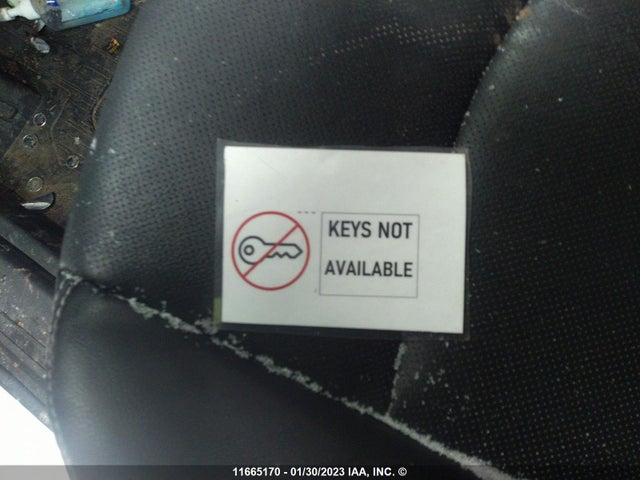 KEYS NOT
AVAILABLE
11665170 - 01/30/2023 IAA, INC. ©